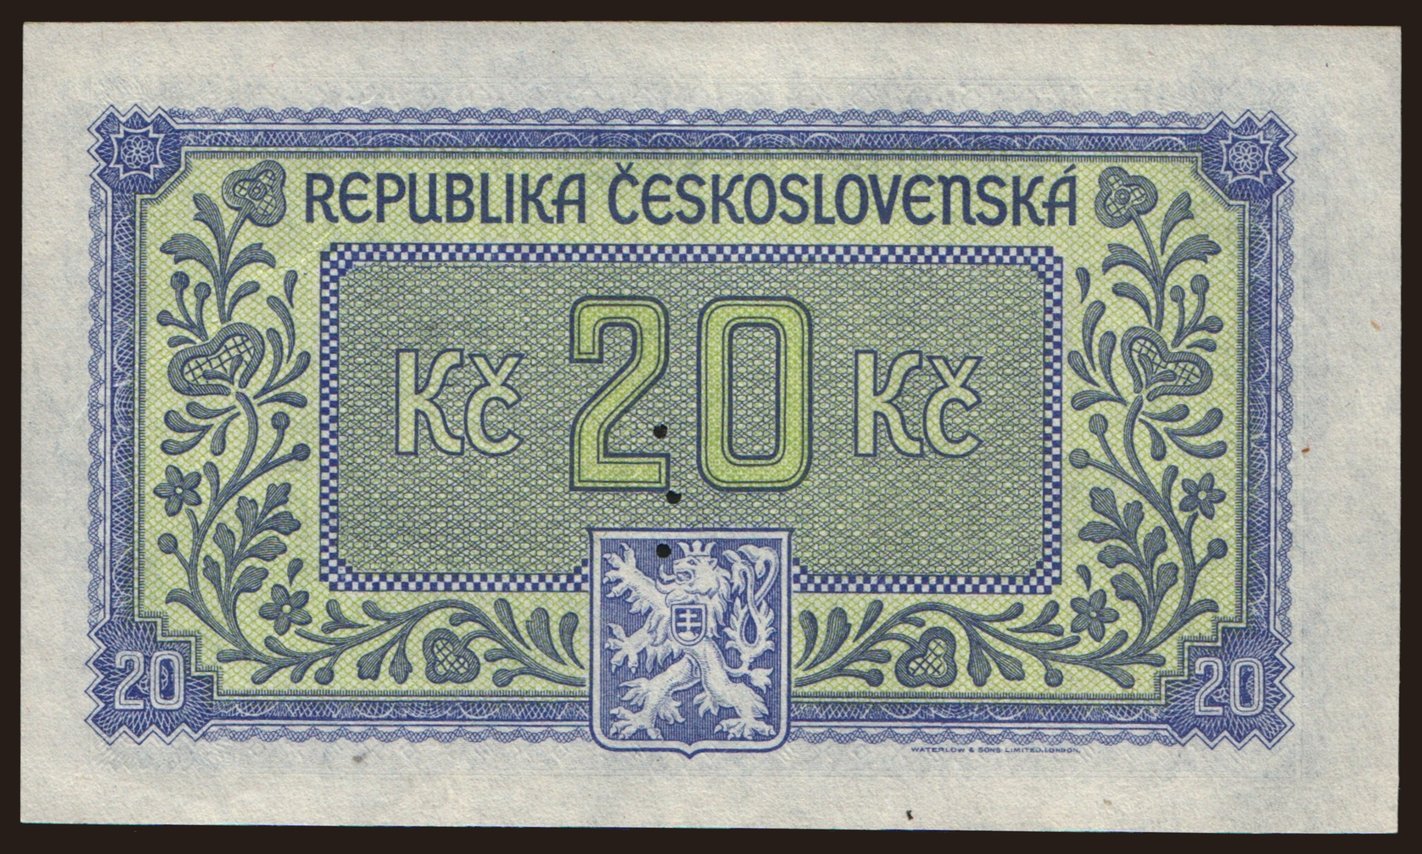 REPUBLIKA ČESKOSLOVENSKÁ
Kč 20 Kč
20 20
WATERLOW & SONS LIMITED, LONDON.